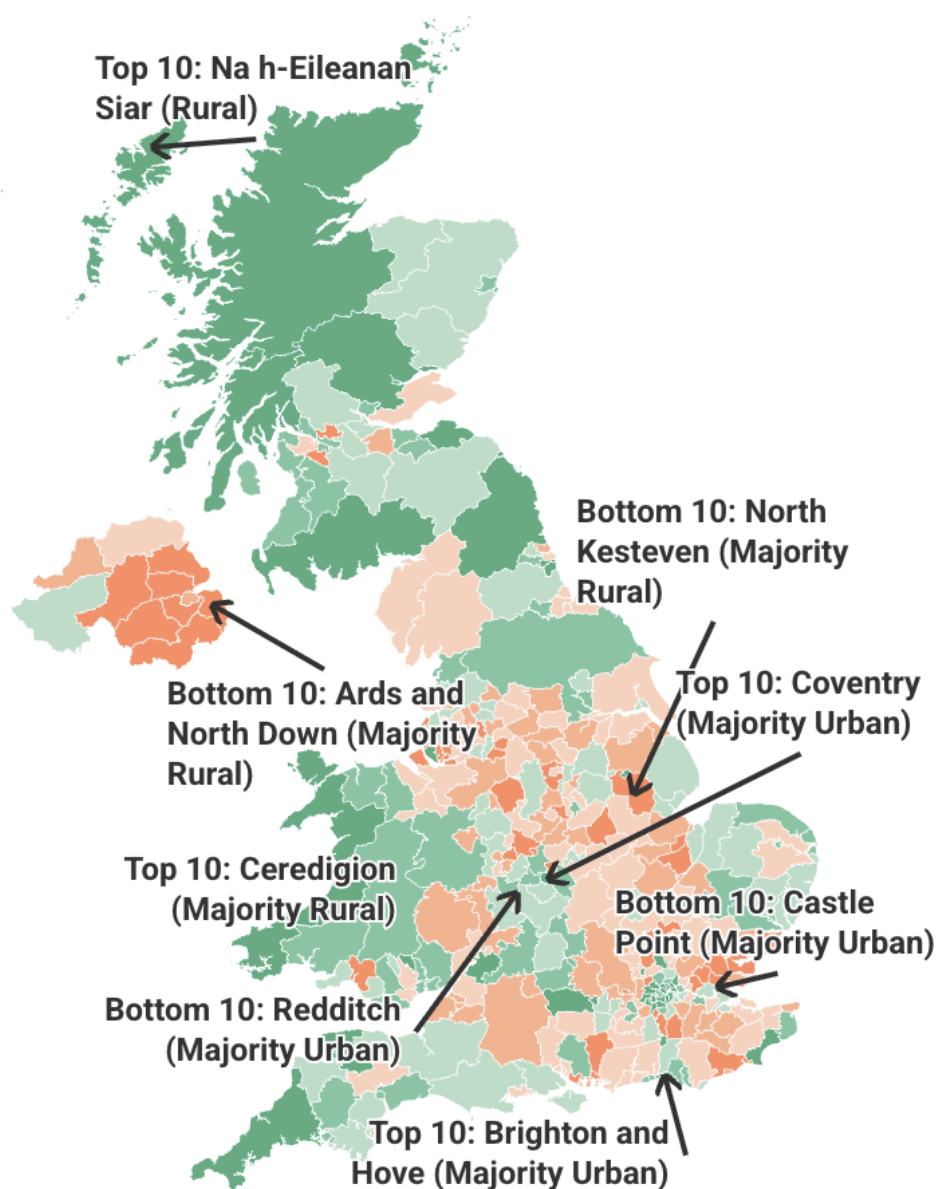 Top 10: Na h-Eileanan
Siar (Rural)
Bottom 10: North
Kesteven (Majority
Rural)
Top 10: Coventry
(Majority Urban)
Bottom 10: Ards and
North Down (Majority
Rural)
Top 10: Ceredigion
(Majority Rural)
Bottom 10: Castle
Point (Majority Urban)
Bottom 10: Redditch
(Majority Urban)
Top 10: Brighton and
Hove (Majority Urban)